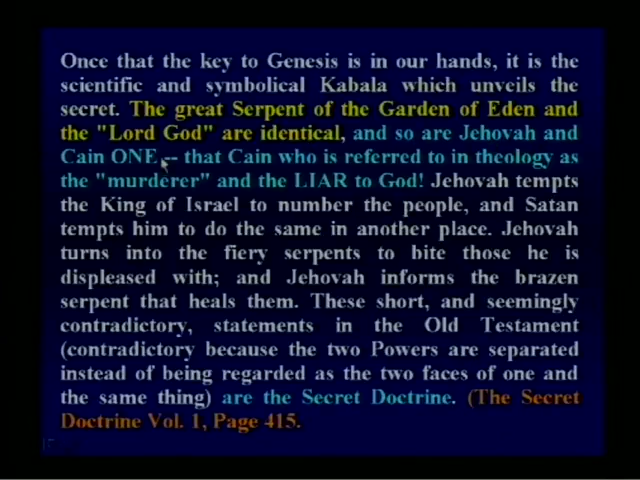 Once that the key to Genesis is in our hands, it is the
scientific and symbolical Kabala which unveils the
secret. The great Serpent of the Garden of Eden and
the "Lord God" are identical, and so are Jehovah and
Cain ONE -- that Cain who is referred to in theology as
the "murderer" and the LIAR to God! Jehovah tempts
the King of Israel to number the people, and Satan
tempts him to do the same in another place. Jehovah
turns into the fiery serpents to bite those he is
displeased with; and Jehovah informs the brazen
serpent that heals them. These short, and seemingly
contradictory, statements in the Old Testament
(contradictory because the two Powers are separated
instead of being regarded as the two faces of one and
the same thing) are the Secret Doctrine. (The Secret
Doctrine Vol. 1, Page 415.